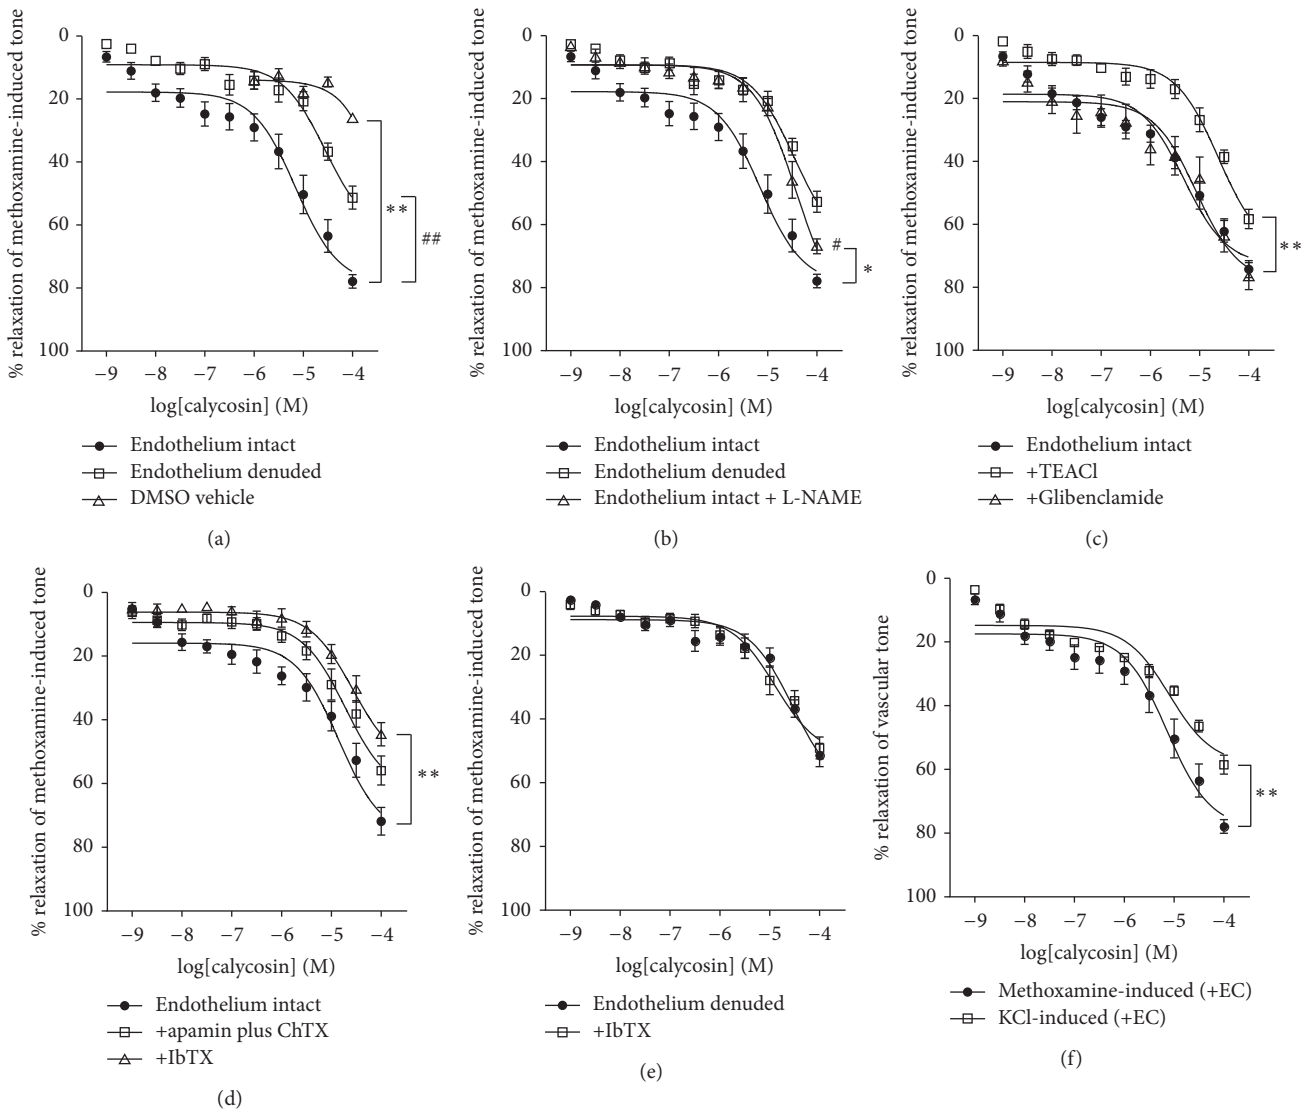 % relaxation of methoxamine-induced tone
0
20
40
60
80
100
**
##
−9 −8 −7 −6 −5 −4
log[calycosin] (M)
Endothelium intact
Endothelium denuded
DMSO vehicle
(a)
% relaxation of methoxamine-induced tone
0
20
40
60
80
100
#
*
−9 −8 −7 −6 −5 −4
log[calycosin] (M)
Endothelium intact
Endothelium denuded
Endothelium intact + L-NAME
(b)
% relaxation of methoxamine-induced tone
0
20
40
60
80
100
**
−9 −8 −7 −6 −5 −4
log[calycosin] (M)
Endothelium intact
+TEACl
+Glibenclamide
(c)
% relaxation of methoxamine-induced tone
0
20
40
60
80
100
**
−9 −8 −7 −6 −5 −4
log[calycosin] (M)
Endothelium intact
+apamin plus ChTX
+IbTX
(d)
% relaxation of methoxamine-induced tone
0
20
40
60
80
100
−9 −8 −7 −6 −5 −4
log[calycosin] (M)
Endothelium denuded
+IbTX
(e)
% relaxation of vascular tone
0
20
40
60
80
100
**
−9 −8 −7 −6 −5 −4
log[calycosin] (M)
Methoxamine-induced (+EC)
KCl-induced (+EC)
(f)